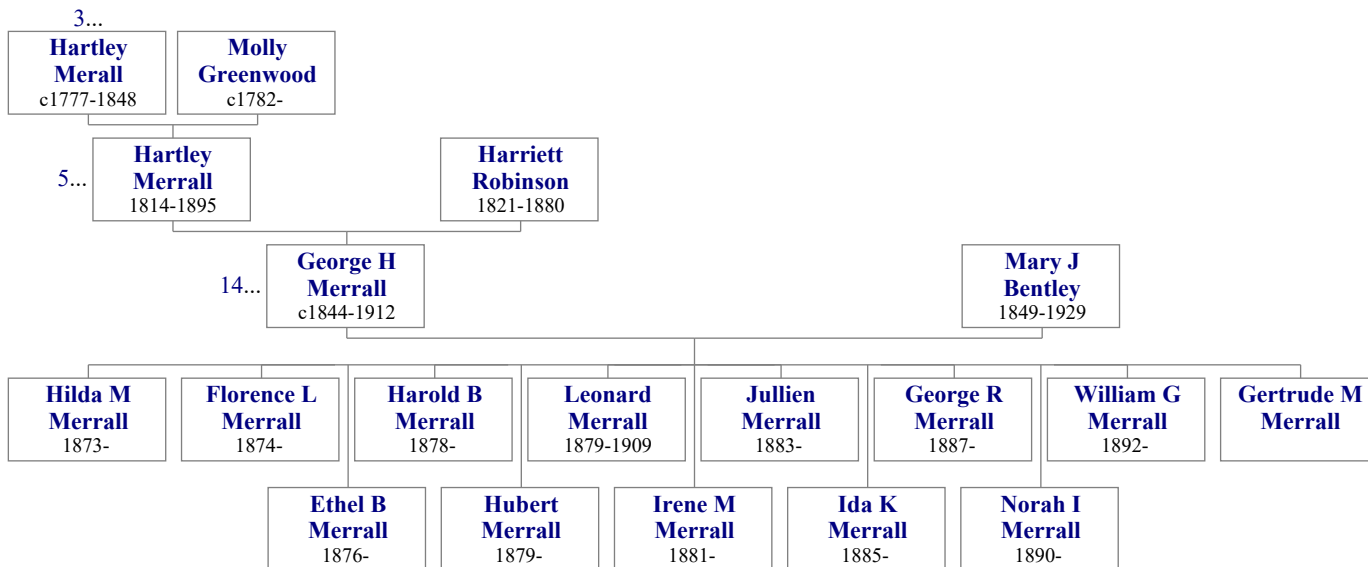 3...
Hartley
Merall
c1777-1848
Molly
Greenwood
c1782-
5...
Hartley
Merrall
1814-1895
Harriett
Robinson
1821-1880
14...
George H
Merrall
c1844-1912
Mary J
Bentley
1849-1929
Hilda M
Merrall
1873-
Florence L
Merrall
1874-
Harold B
Merrall
1878-
Leonard
Merrall
1879-1909
Jullien
Merrall
1883-
George R
Merrall
1887-
William G
Merrall
1892-
Gertrude M
Merrall
Ethel B
Merrall
1876-
Hubert
Merrall
1879-
Irene M
Merrall
1881-
Ida K
Merrall
1885-
Norah I
Merrall
1890-